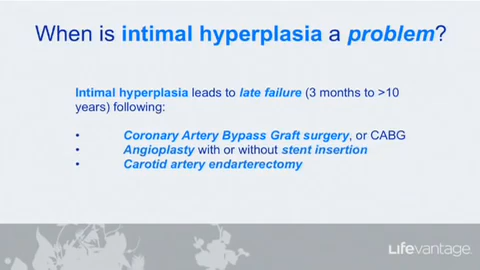 When is intimal hyperplasia a problem?
Intimal hyperplasia leads to late failure (3 months to >10
years) following:
• Coronary Artery Bypass Graft surgery, or CABG
• Angioplasty with or without stent insertion
• Carotid artery endarterectomy
Lifevantage.